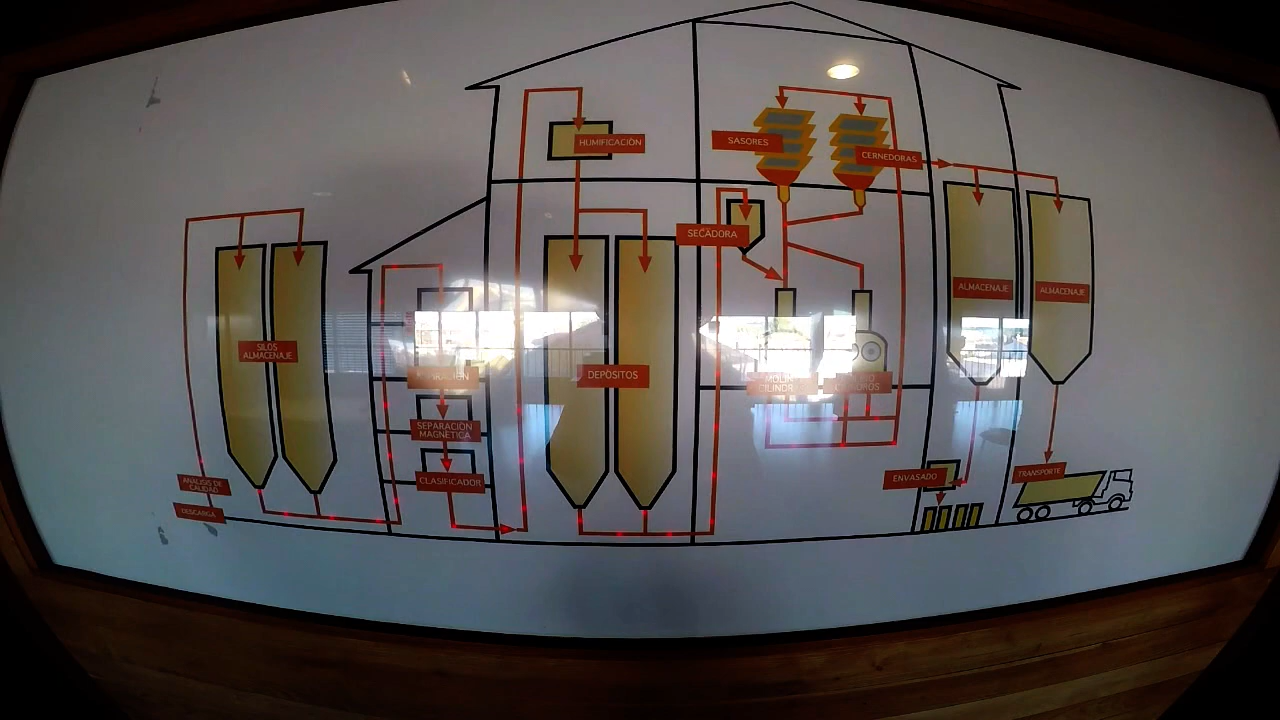 HUMIFICACIÓN
SASORES
CERNEDORAS
SECADORA
ALMACENAJE
ALMACENAJE
SILOS
ALMACENAJE
DEPÓSITOS
SEPARACIÓN
MAGNÉTICA
CLASIFICADOR
ANÁLISIS DE
CALIDAD
DESCARGA
ENVASADO
TRANSPORTE